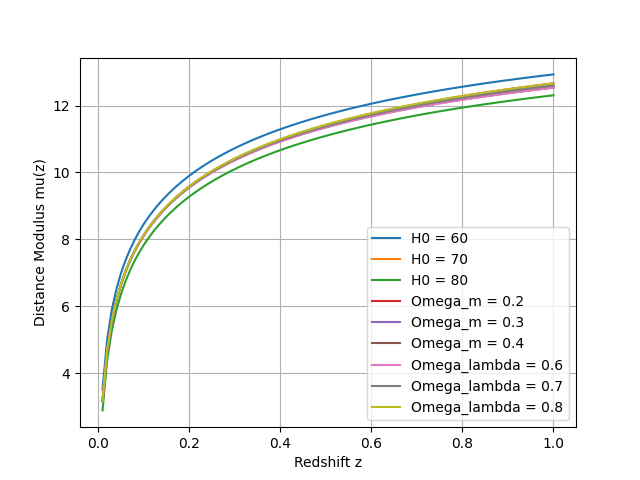 12
10
8
6
4
Distance Modulus mu(z)
H0 = 60
H0 = 70
H0 = 80
Omega_m = 0.2
Omega_m = 0.3
Omega_m = 0.4
Omega_lambda = 0.6
Omega_lambda = 0.7
Omega_lambda = 0.8
0.0 0.2 0.4 0.6 0.8 1.0
Redshift z